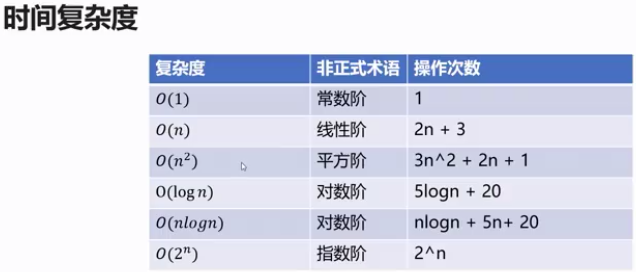 时间复杂度
复杂度 非正式术语 操作次数
O(1) 常数阶 1
O(n) 线性阶 2n + 3
O(n²) 平方阶 3n^2 + 2n + 1
O(log n) 对数阶 5logn + 20
O(nlogn) 对数阶 nlogn + 5n+ 20
O(2ⁿ) 指数阶 2^n